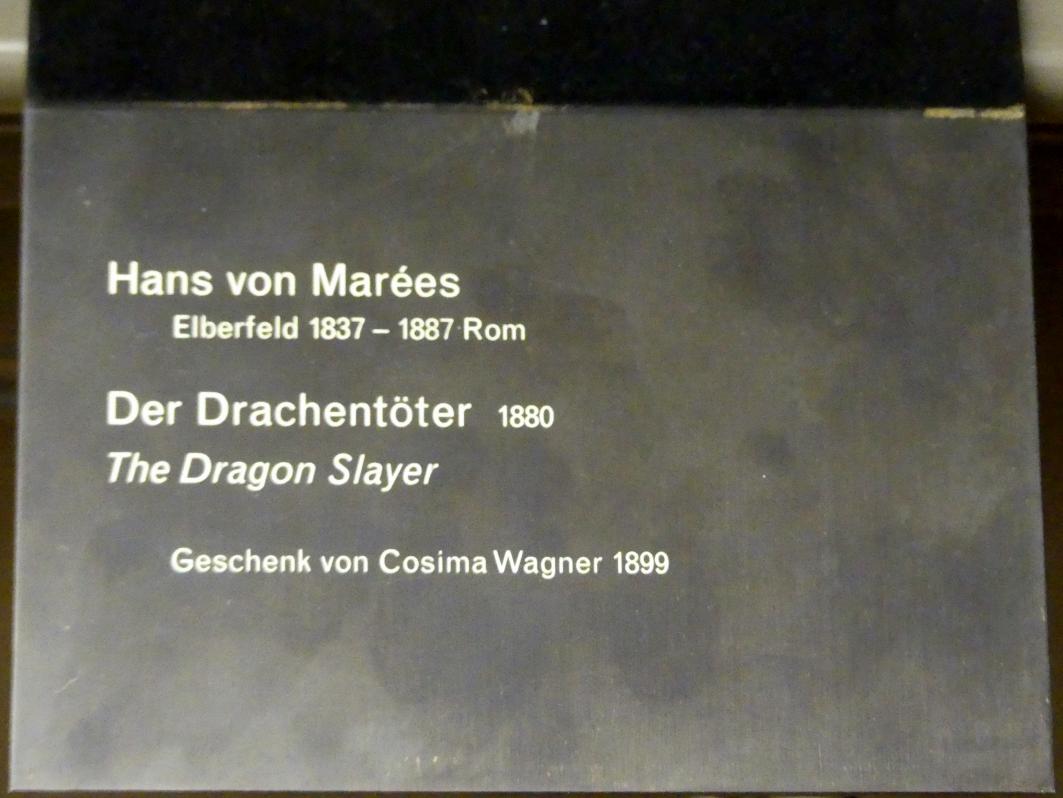 Hans von Marées
Elberfeld 1837 – 1887 Rom
Der Drachentöter 1880
The Dragon Slayer
Geschenk von Cosima Wagner 1899